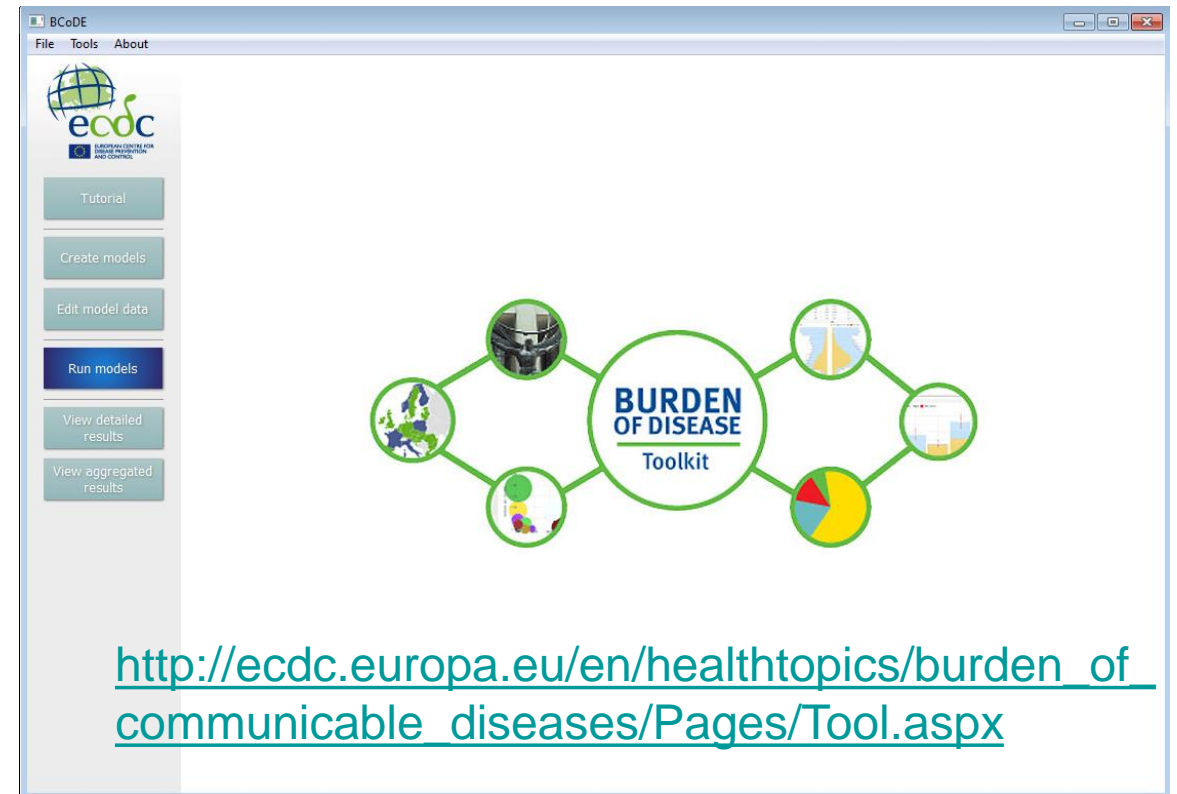 BCoDE
File Tools About
ecdc
EUROPEAN CENTRE FOR
DISEASE PREVENTION
AND CONTROL
Tutorial
Create models
Edit model data
Run models
View detailed
results
View aggregated
results
BURDEN
OF DISEASE
Toolkit
http://ecdc.europa.eu/en/healthtopics/burden_of_
communicable_diseases/Pages/Tool.aspx